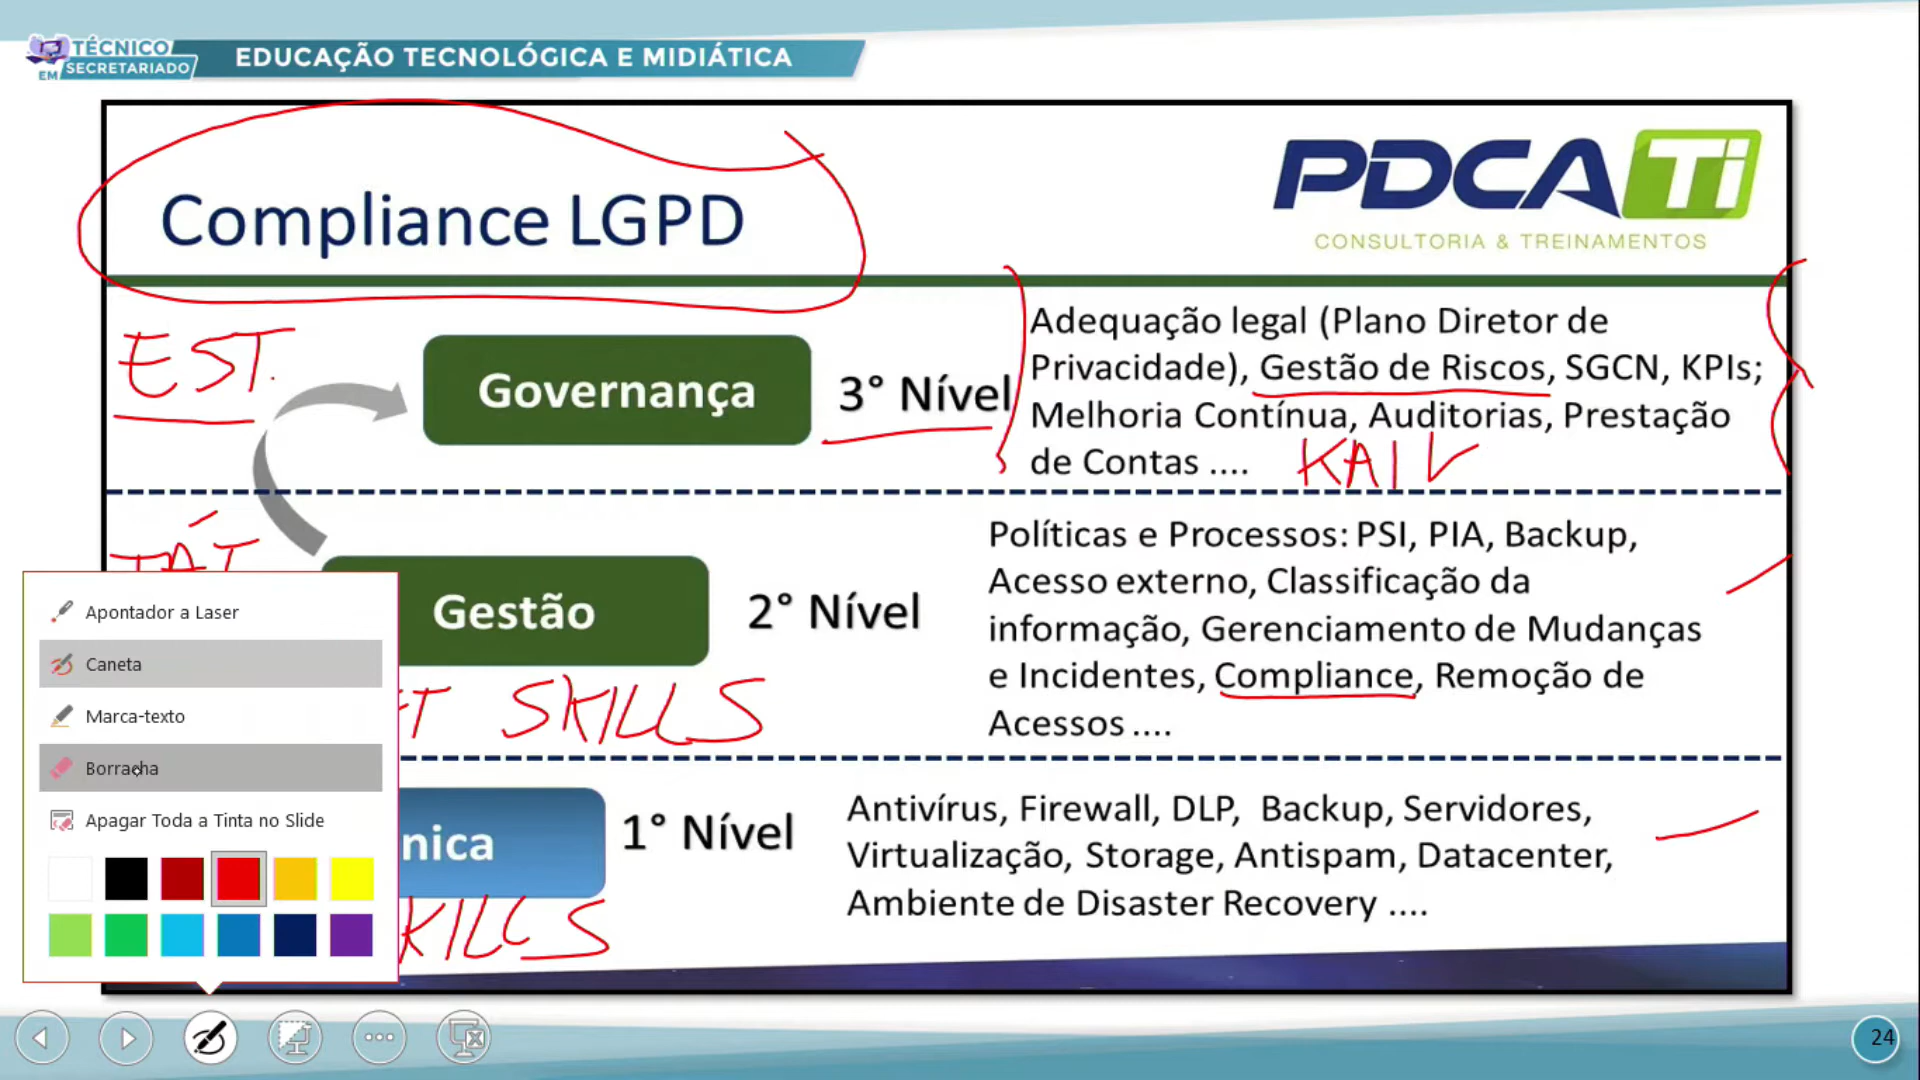 TÉCNICO
EM SECRETARIADO
EDUCAÇÃO TECNOLÓGICA E MIDIÁTICA
Compliance LGPD
PDCA Ti
CONSULTORIA & TREINAMENTOS
EST.
Governança
3° Nível
Adequação legal (Plano Diretor de
Privacidade), Gestão de Riscos, SGCN, KPIs;
Melhoria Contínua, Auditorias, Prestação
de Contas ....
TÁT
Gestão
2° Nível
Políticas e Processos: PSI, PIA, Backup,
Acesso externo, Classificação da
informação, Gerenciamento de Mudanças
e Incidentes, Compliance, Remoção de
Acessos ....
SKILLS
nica
1° Nível
Antivírus, Firewall, DLP, Backup, Servidores,
Virtualização, Storage, Antispam, Datacenter,
Ambiente de Disaster Recovery ....
KILLS
Apontador a Laser
Caneta
Marca-texto
Borracha
Apagar Toda a Tinta no Slide
24